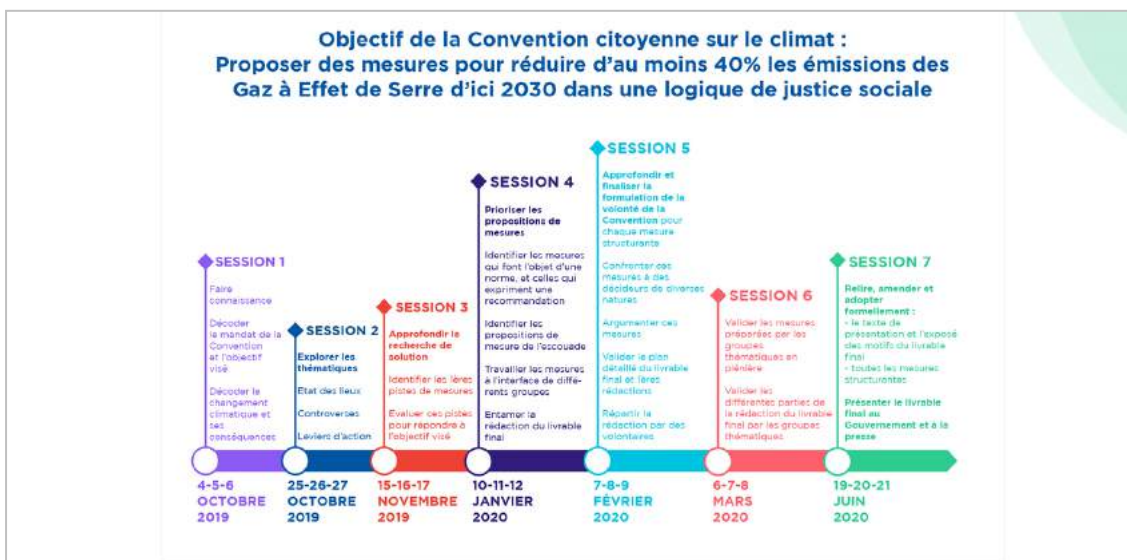 Objectif de la Convention citoyenne sur le climat :
Proposer des mesures pour réduire d'au moins 40% les émissions des
Gaz à Effet de Serre d'ici 2030 dans une logique de justice sociale
SESSION 1
Faire
connaissance
Décoder
le mandat de la
Convention
et l'objectif
visé
Décoder le
changement
climatique et
ses
conséquences
4-5-6
OCTOBRE
2019
SESSION 2
Explorer les
thématiques
Etat des lieux
Controverses
Leviers d'action
25-26-27
OCTOBRE
2019
SESSION 3
Approfondir la
recherche de
solution
Identifier les 1ères
pistes de mesures
Evaluer ces pistes
pour répondre à
l'objectif visé
15-16-17
NOVEMBRE
2019
SESSION 4
Prioriser les
propositions de
mesures
Identifier les mesures
qui font l'objet d'une
norme, et celles qui
expriment une
recommandation
Identifier les
propositions de
mesure de l'escouade
Travailler les mesures
à l'interface de diffé-
rents groupes
Entamer la
rédaction du livrable
final
10-11-12
JANVIER
2020
SESSION 5
Approfondir et
finaliser la
formulation de la
volonté de la
Convention pour
chaque mesure
structurante
Confronter ces
mesures à des
décideurs de diverses
natures
Argumenter ces
mesures
Valider le plan
détaillé du livrable
final et 1ères
rédactions
Répartir la
rédaction par des
volontaires
7-8-9
FÉVRIER
2020
SESSION 6
Valider les mesures
préparées par les
groupes
thématiques en
plénière
Valider les
différentes parties de
la rédaction du livrable
final par les groupes
thématiques
6-7-8
MARS
2020
SESSION 7
Relire, amender et
adopter
formellement :
- le texte de
présentation et l'exposé
des motifs du livrable
final
- toutes les mesures
structurantes
Présenter le livrable
final au
Gouvernement et à la
presse
19-20-21
JUIN
2020